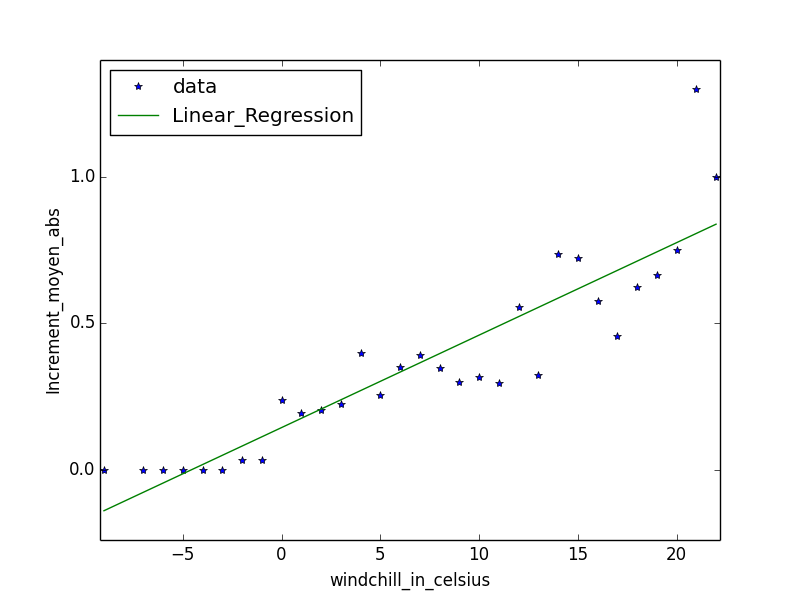 data
Linear_Regression
1.0
0.5
0.0
Increment_moyen_abs
−5 0 5 10 15 20
windchill_in_celsius